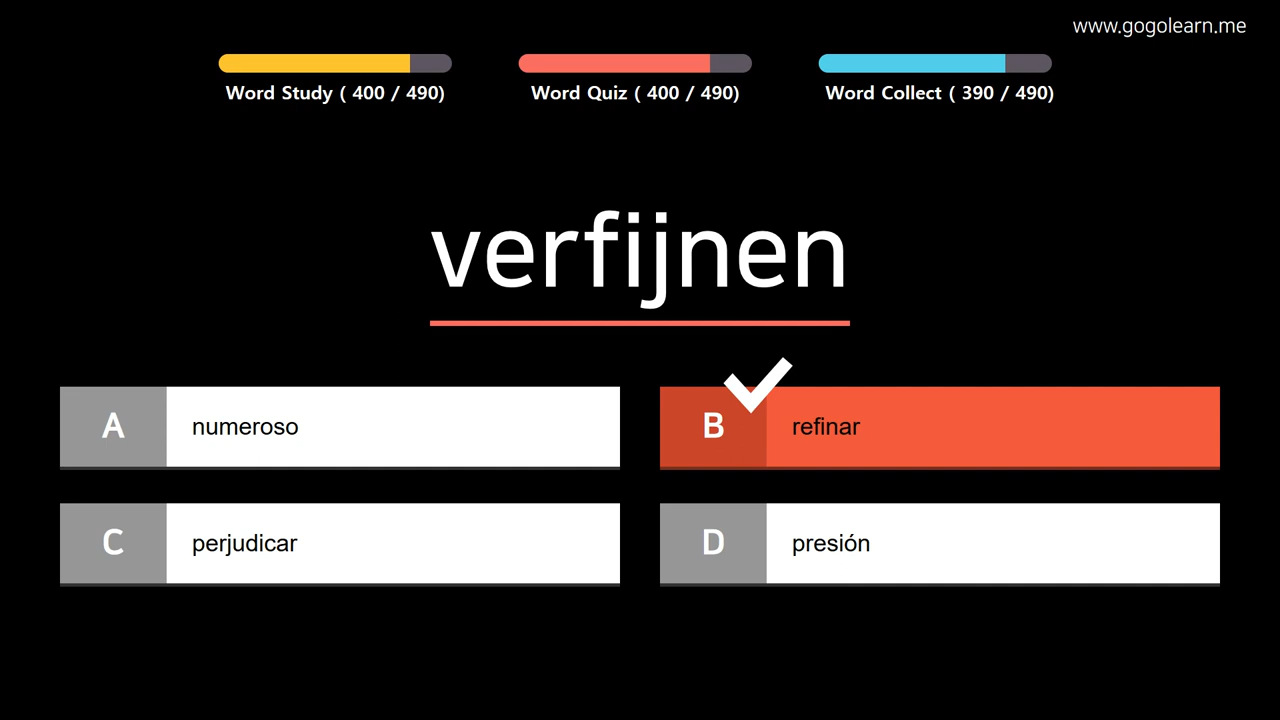 www.gogolearn.me
Word Study ( 400 / 490)
Word Quiz ( 400 / 490)
Word Collect ( 390 / 490)
verfijnen
A numeroso
B refinar
C perjudicar
D presión